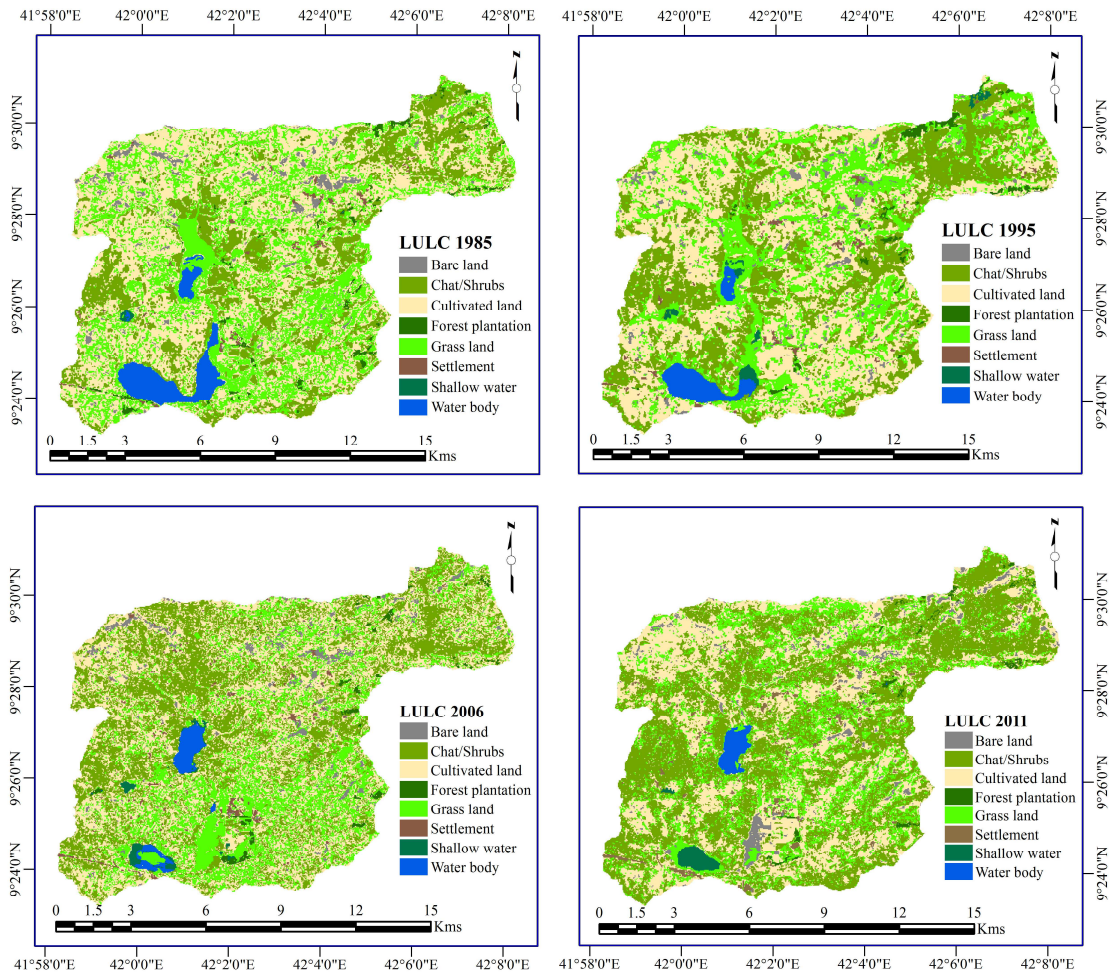 41°58'0"E 42°0'0"E 42°2'0"E 42°4'0"E 42°6'0"E 42°8'0"E
41°58'0"E 42°0'0"E 42°2'0"E 42°4'0"E 42°6'0"E 42°8'0"E
9°30'0"N
9°28'0"N
9°26'0"N
9°24'0"N
N
LULC 1985
Bare land
Chat/Shrubs
Cultivated land
Forest plantation
Grass land
Settlement
Shallow water
Water body
0 1.5 3 6 9 12 15
Kms
N
LULC 1995
Bare land
Chat/Shrubs
Cultivated land
Forest plantation
Grass land
Settlement
Shallow water
Water body
0 1.5 3 6 9 12 15
Kms
9°30'0"N
9°28'0"N
9°26'0"N
9°24'0"N
9°30'0"N
9°28'0"N
9°26'0"N
9°24'0"N
N
LULC 2006
Bare land
Chat/Shrubs
Cultivated land
Forest plantation
Grass land
Settlement
Shallow water
Water body
0 1.5 3 6 9 12 15
Kms
N
LULC 2011
Bare land
Chat/Shrubs
Cultivated land
Forest plantation
Grass land
Settlement
Shallow water
Water body
0 1.5 3 6 9 12 15
Kms
9°30'0"N
9°28'0"N
9°26'0"N
9°24'0"N
41°58'0"E 42°0'0"E 42°2'0"E 42°4'0"E 42°6'0"E 42°8'0"E
41°58'0"E 42°0'0"E 42°2'0"E 42°4'0"E 42°6'0"E 42°8'0"E